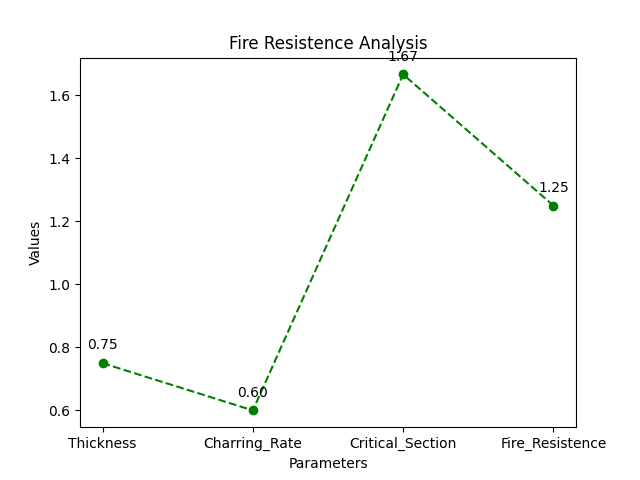 Fire Resistence Analysis
1.67
1.6
1.4
1.25
1.2
1.0
0.8
0.75
0.60
0.6
Values
Thickness Charring_Rate Critical_Section Fire_Resistence
Parameters